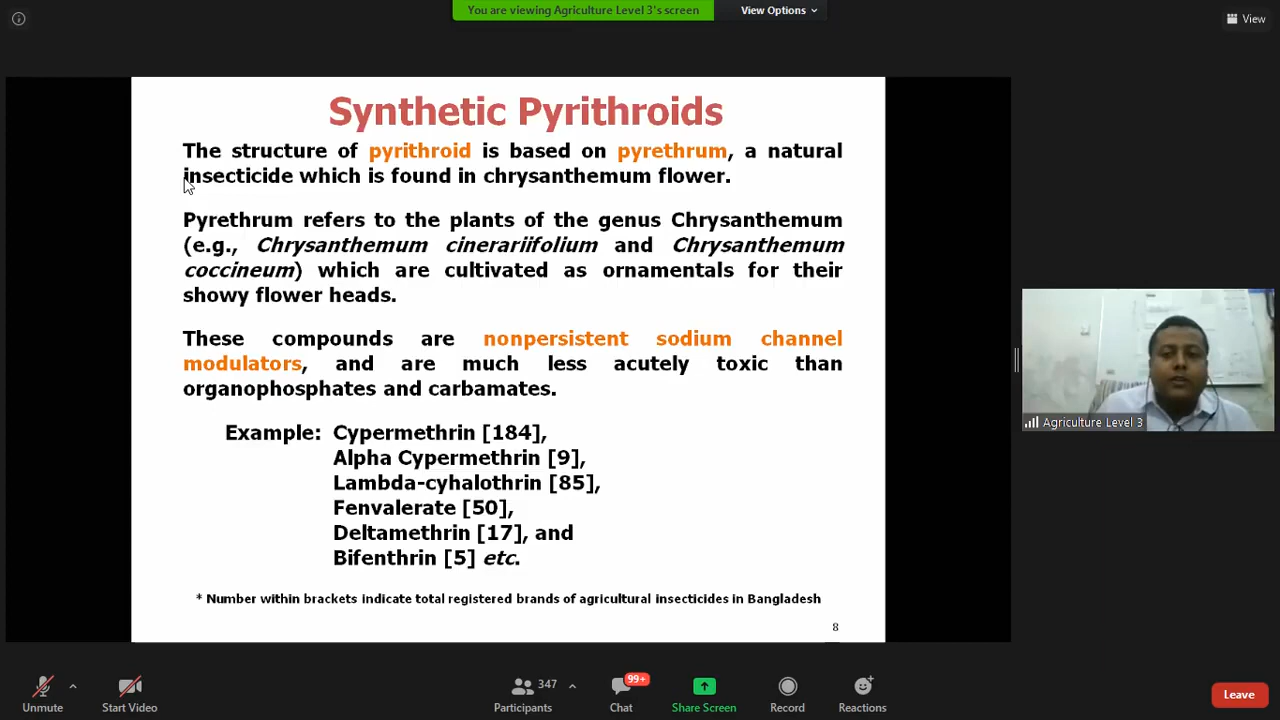 You are viewing Agriculture Level 3's screen
View Options
View
Synthetic Pyrithroids
The structure of pyrithroid is based on pyrethrum, a natural
insecticide which is found in chrysanthemum flower.
Pyrethrum refers to the plants of the genus Chrysanthemum
(e.g., Chrysanthemum cinerariifolium and Chrysanthemum
coccineum) which are cultivated as ornamentals for their
showy flower heads.
These compounds are nonpersistent sodium channel
modulators, and are much less acutely toxic than
organophosphates and carbamates.
Example: Cypermethrin [184],
Alpha Cypermethrin [9],
Lambda-cyhalothrin [85],
Fenvalerate [50],
Deltamethrin [17], and
Bifenthrin [5] etc.
* Number within brackets indicate total registered brands of agricultural insecticides in Bangladesh
8
Agriculture Level 3
Unmute
Start Video
347
Participants
99+
Chat
Share Screen
Record
Reactions
Leave